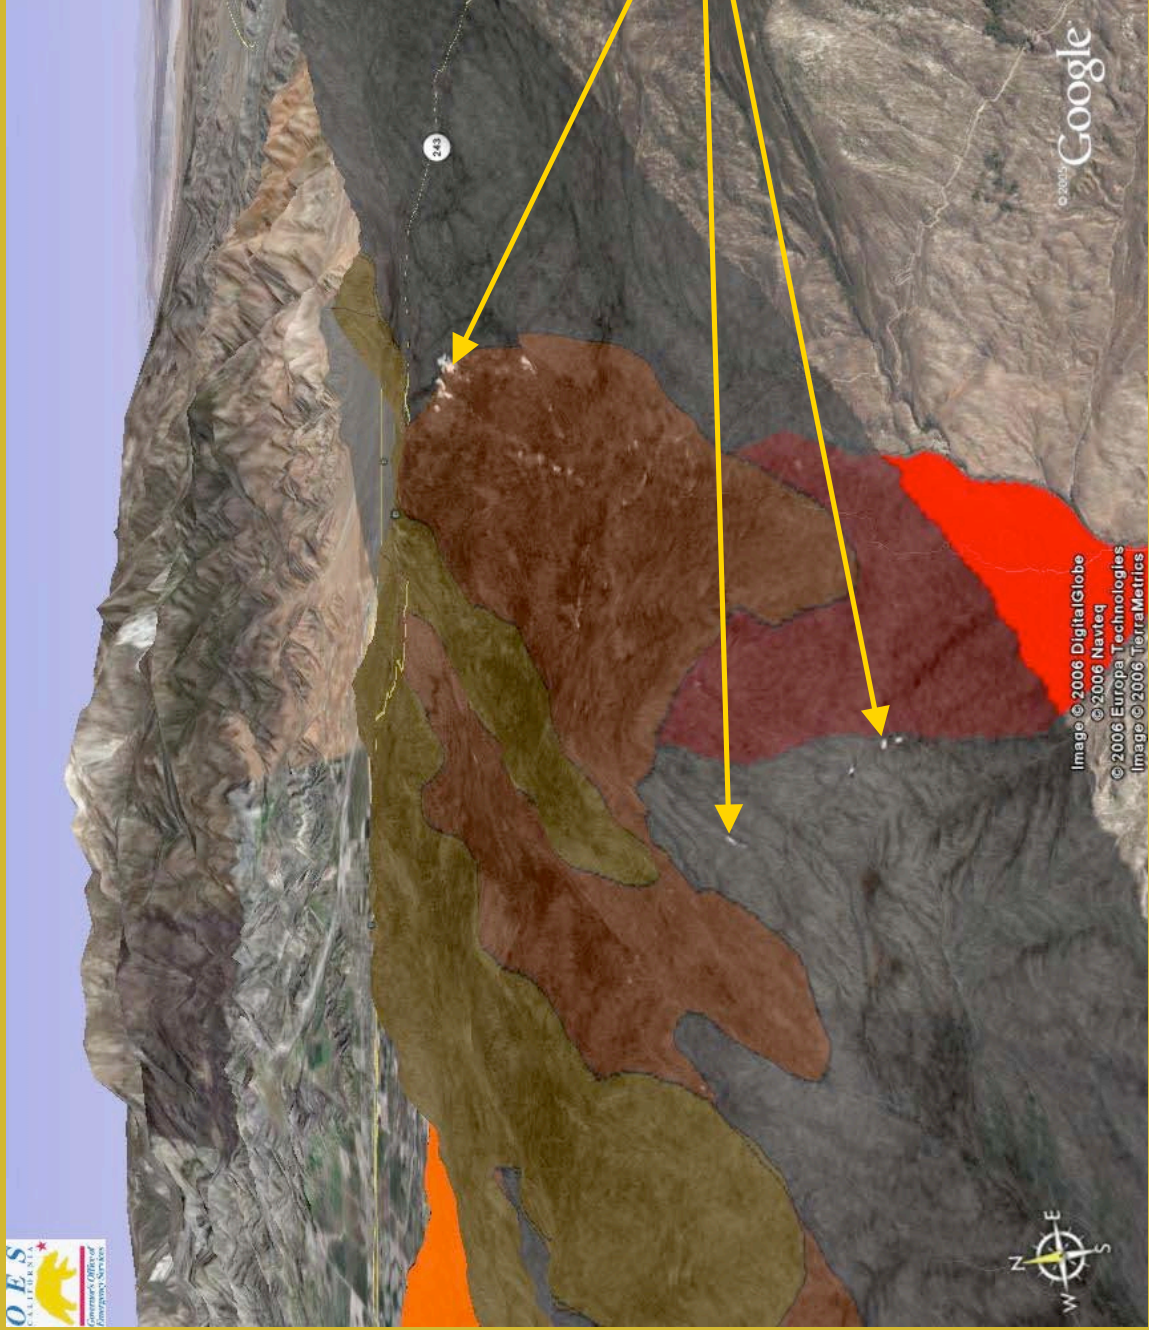 O E S
CALIFORNIA
Governor's Office of
Emergency Services
243
©2005 Google
Image © 2006 DigitalGlobe
© 2006 Navteq
© 2006 Europa Technologies
Image © 2006 TerraMetrics
N
W
E
S